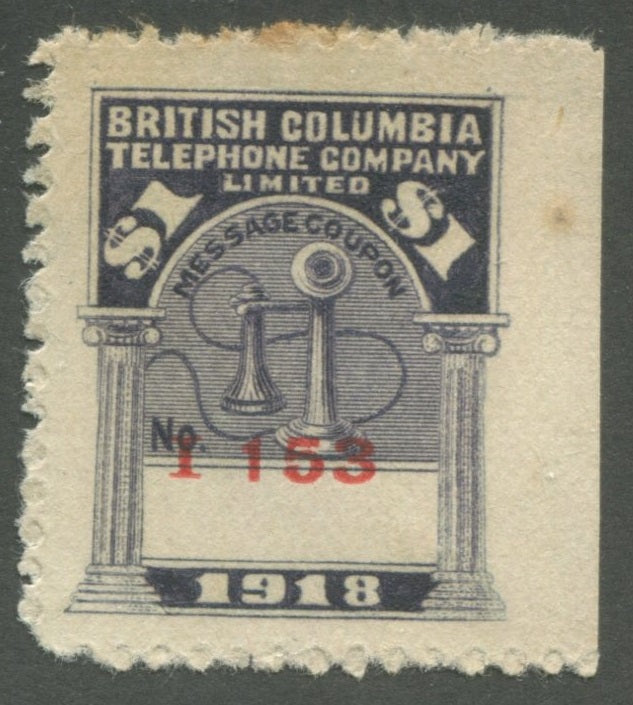 BRITISH COLUMBIA
TELEPHONE COMPANY
LIMITED
$1 $1
MESSAGE COUPON
No.
1 153
1918